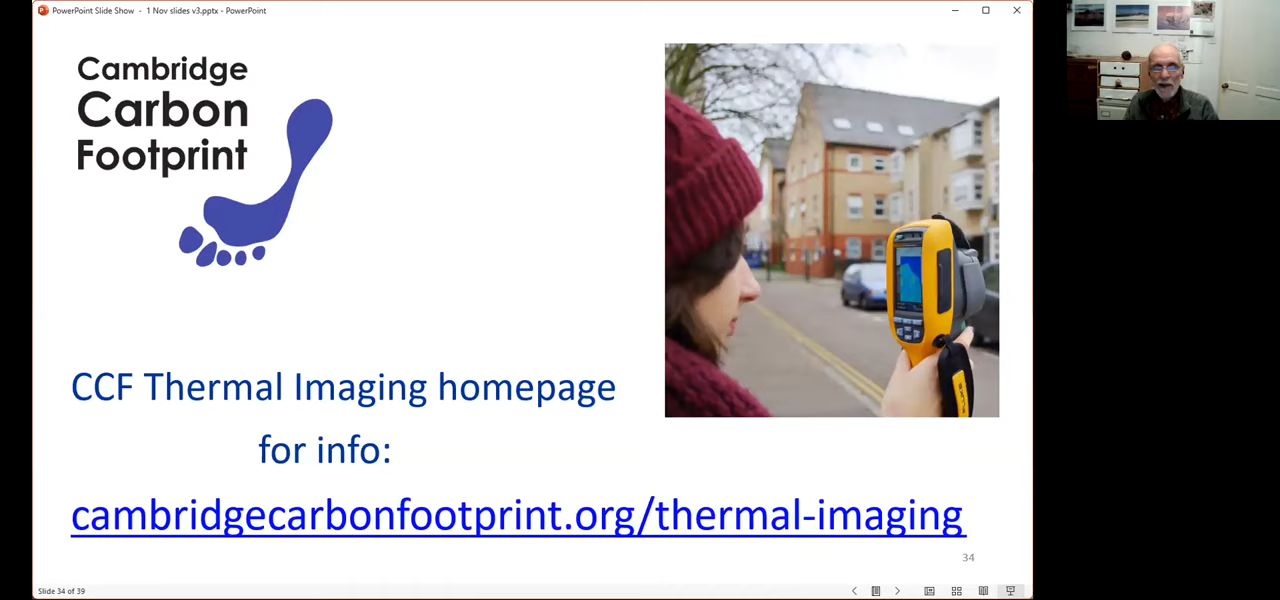 PowerPoint Slide Show - 1 Nov slides v3.pptx - PowerPoint
Cambridge
Carbon
Footprint
FLUKE
CCF Thermal Imaging homepage
for info:
cambridgecarbonfootprint.org/thermal-imaging
34
Slide 34 of 39